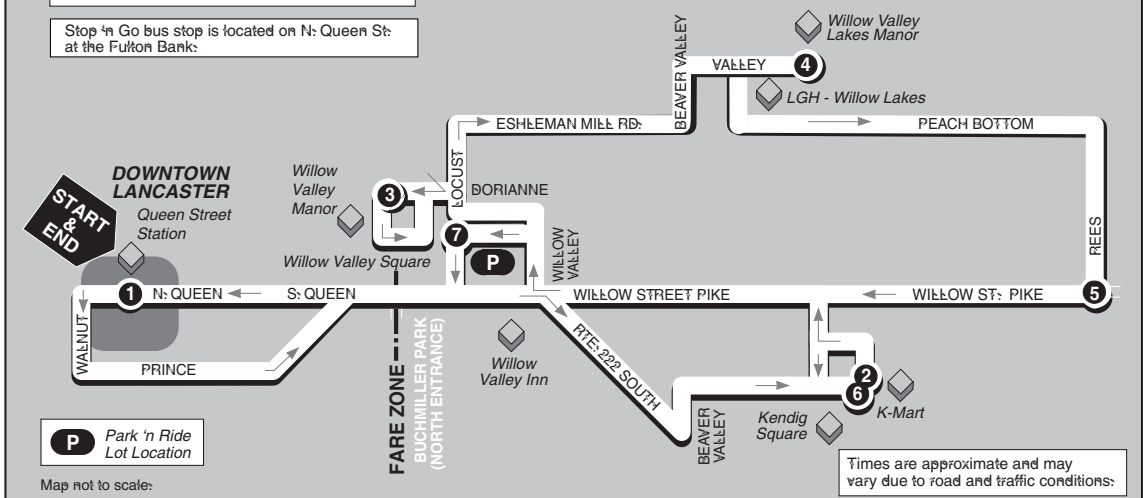 Stop 'n Go bus stop is located on N. Queen St.
at the Fulton Bank.
Willow Valley
Lakes Manor
BEAVER VALLEY
VALLEY
4
LGH - Willow Lakes
ESHLEMAN MILL RD.
PEACH BOTTOM
DOWNTOWN
LANCASTER
Queen Street
Station
START
&
END
Willow
Valley
Manor
3
LOCUST
DORIANNE
7
P
WILLOW
VALLEY
REES
Willow Valley Square
1
N. QUEEN
S. QUEEN
WILLOW STREET PIKE
WILLOW ST. PIKE
5
WALNUT
PRINCE
FARE ZONE
BUCHMILLER PARK
(NORTH ENTRANCE)
Willow
Valley Inn
RTE. 222 SOUTH
BEAVER
VALLEY
2
6
K-Mart
Kendig
Square
P
Park 'n Ride
Lot Location
Map not to scale.
Times are approximate and may
vary due to road and traffic conditions.